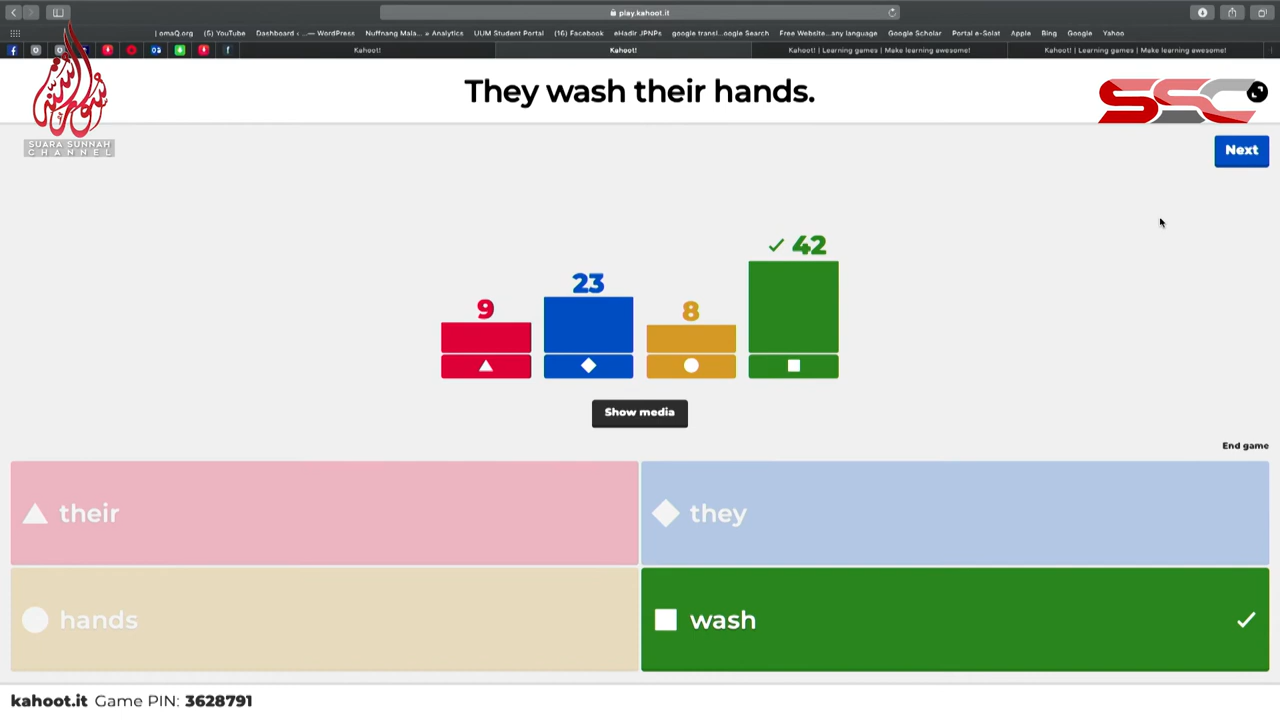 play.kahoot.it
omaQ.org (5) YouTube Dashboard ‹ ...— WordPress Nuffnang Mala... » Analytics UUM Student Portal (16) Facebook eHadir JPNPs google transl...oogle Search Free Website...any language Google Scholar Portal e-Solat Apple Bing Google Yahoo
Kahoot! Kahoot! Kahoot! | Learning games | Make learning awesome! Kahoot! | Learning games | Make learning awesome!
They wash their hands.
SSC
SUARA SUNNAH
CHANNEL
Next
42
23
9
8
Show media
End game
their
they
hands
wash
kahoot.it Game PIN: 3628791